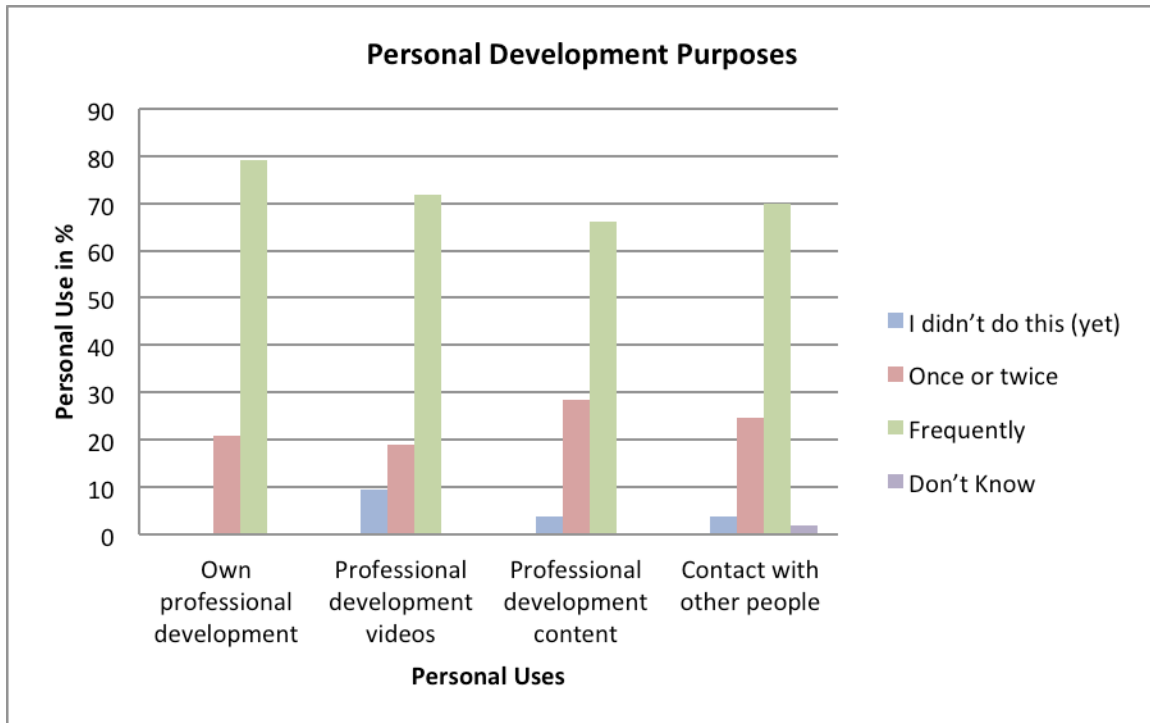 Personal Development Purposes
Personal Use in %
90
80
70
60
50
40
30
20
10
0
Own
professional
development
Professional
development
videos
Professional
development
content
Contact with
other people
Personal Uses
I didn’t do this (yet)
Once or twice
Frequently
Don’t Know